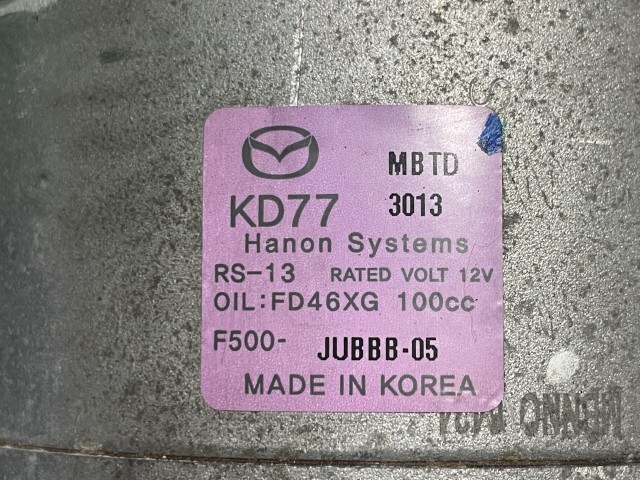 MBTD
KD77 3013
Hanon Systems
RS-13 RATED VOLT 12V
OIL:FD46XG 100cc
F500- JUBBB-05
MADE IN KOREA